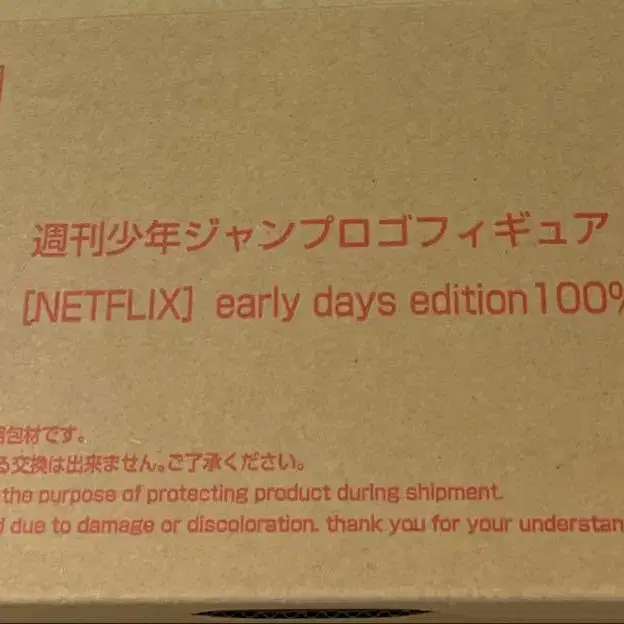 週刊少年ジャンプロゴフィギュア
[NETFLIX] early days edition100%
包材です。
る交換は出来ません。ご了承ください。
the purpose of protecting product during shipment.
due to damage or discoloration. thank you for your